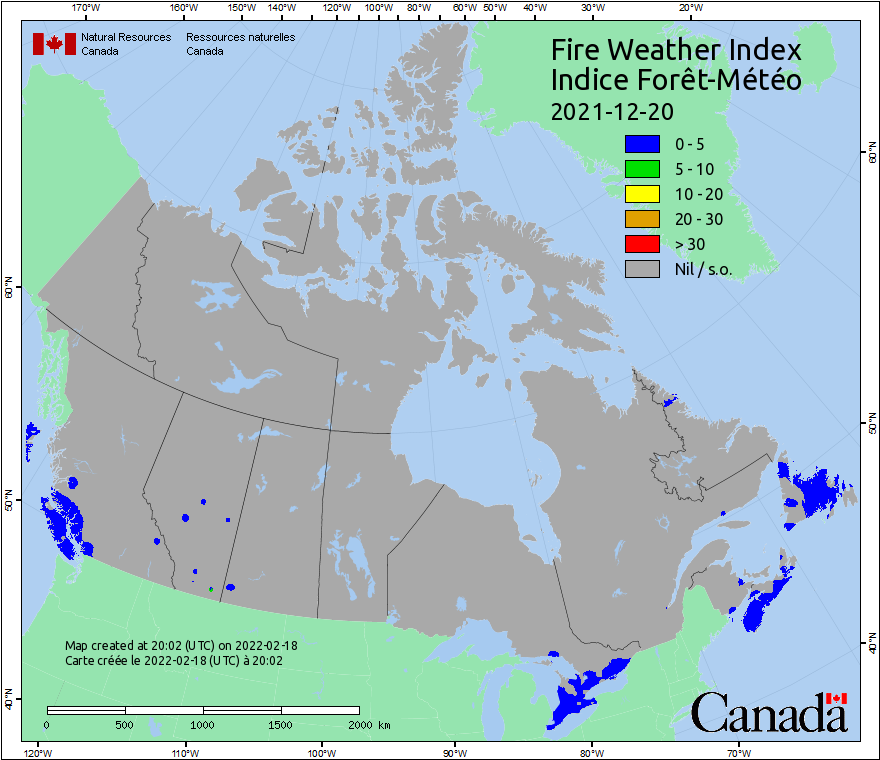 170°W 160°W 150°W 140°W 130°W 120°W 110°W 100°W 90°W 80°W 60°W 50°W 40°W 30°W 20°W
Natural Resources Ressources naturelles
Canada Canada
Fire Weather Index
Indice Forêt-Météo
2021-12-20
0 - 5
5 - 10
10 - 20
20 - 30
> 30
Nil / s.o.
60°N
60°N
50°N
50°N
40°N
40°N
Map created at 20:02 (UTC) on 2022-02-18
Carte créée le 2022-02-18 (UTC) à 20:02
0 500 1000 1500 2000 km
Canada
120°W 110°W 100°W 90°W 80°W 70°W